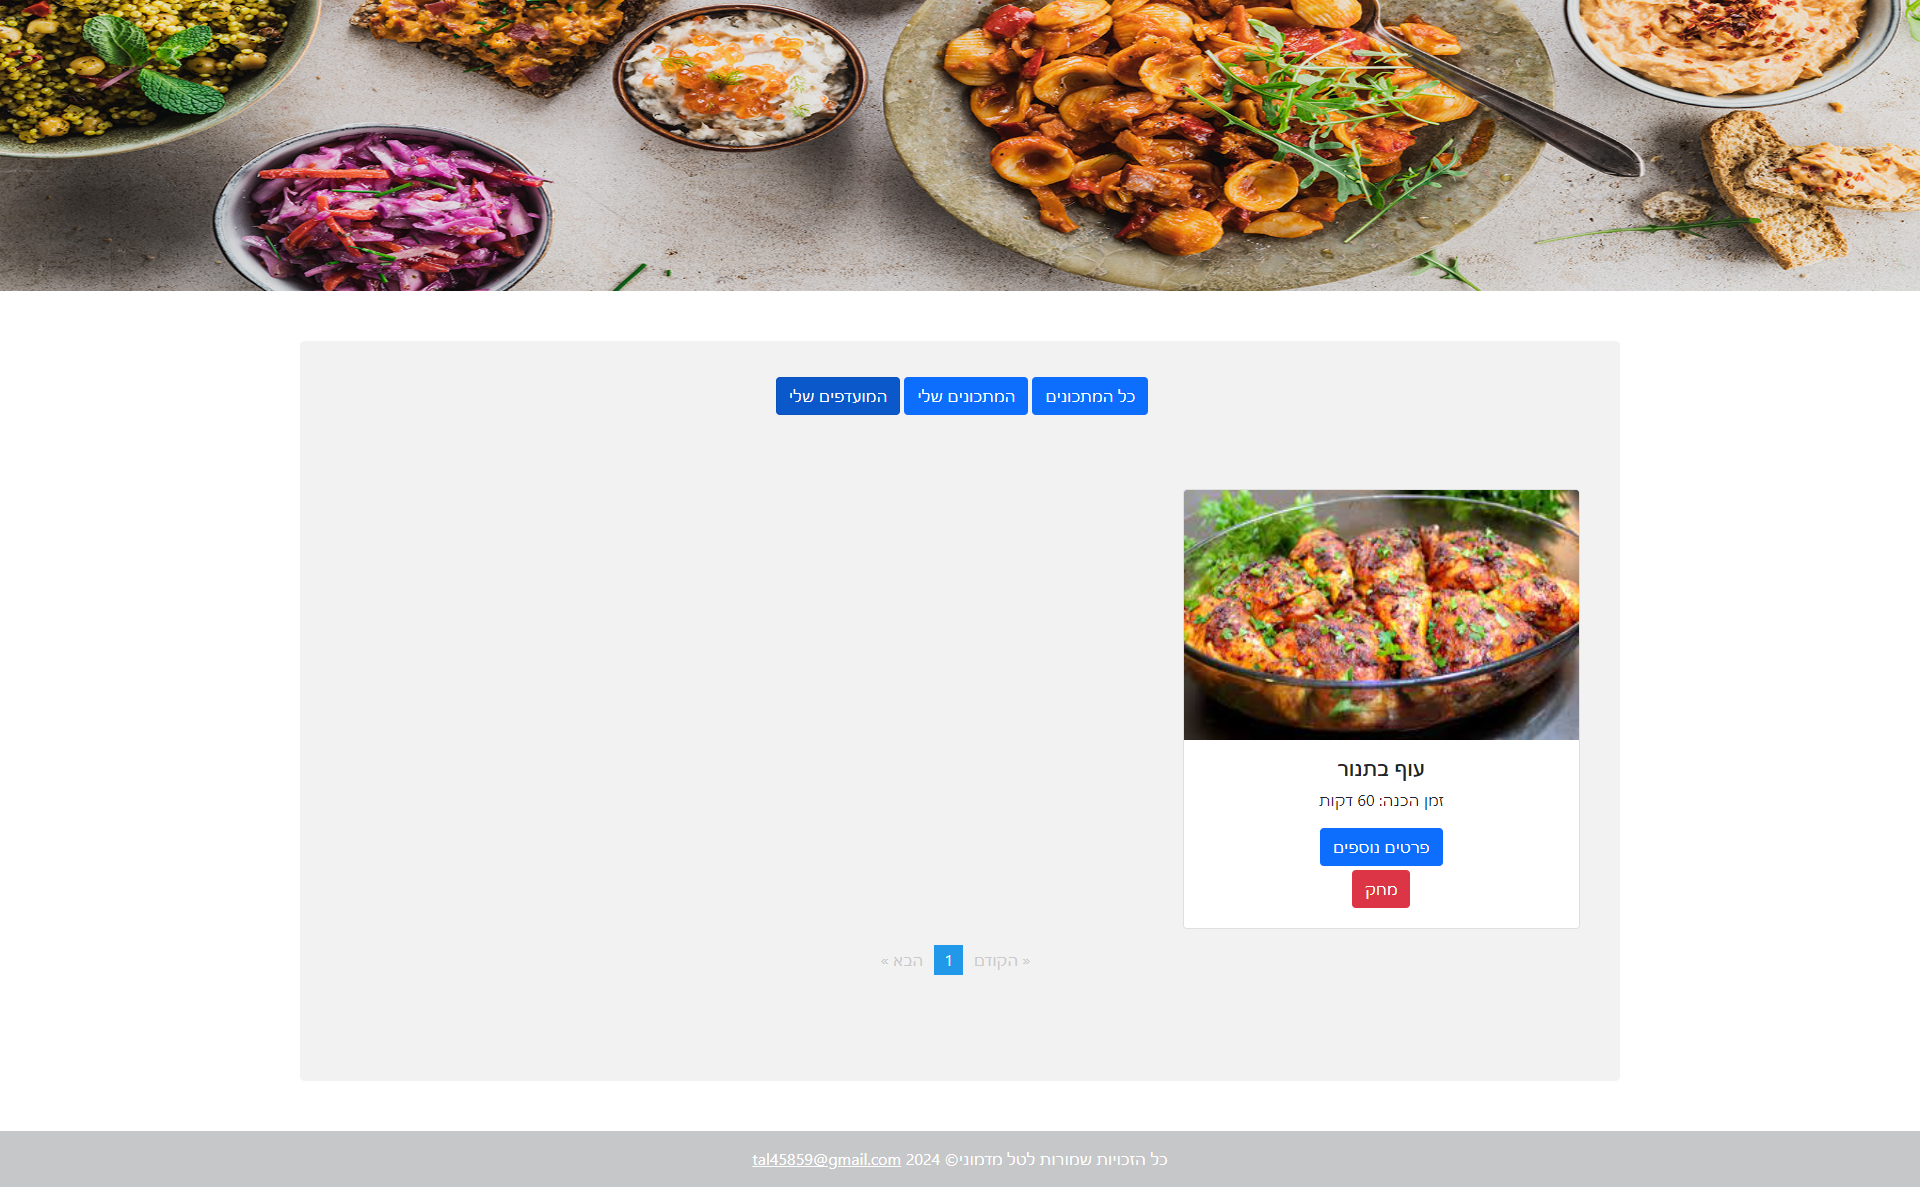 כל המתכונים המתכונים שלי המועדפים שלי
עוף בתנור
זמן הכנה: 60 דקות
פרטים נוספים
מחק
« הקודם 1 הבא »
כל הזכויות שמורות לטל מדמוני© 2024 tal45859@gmail.com